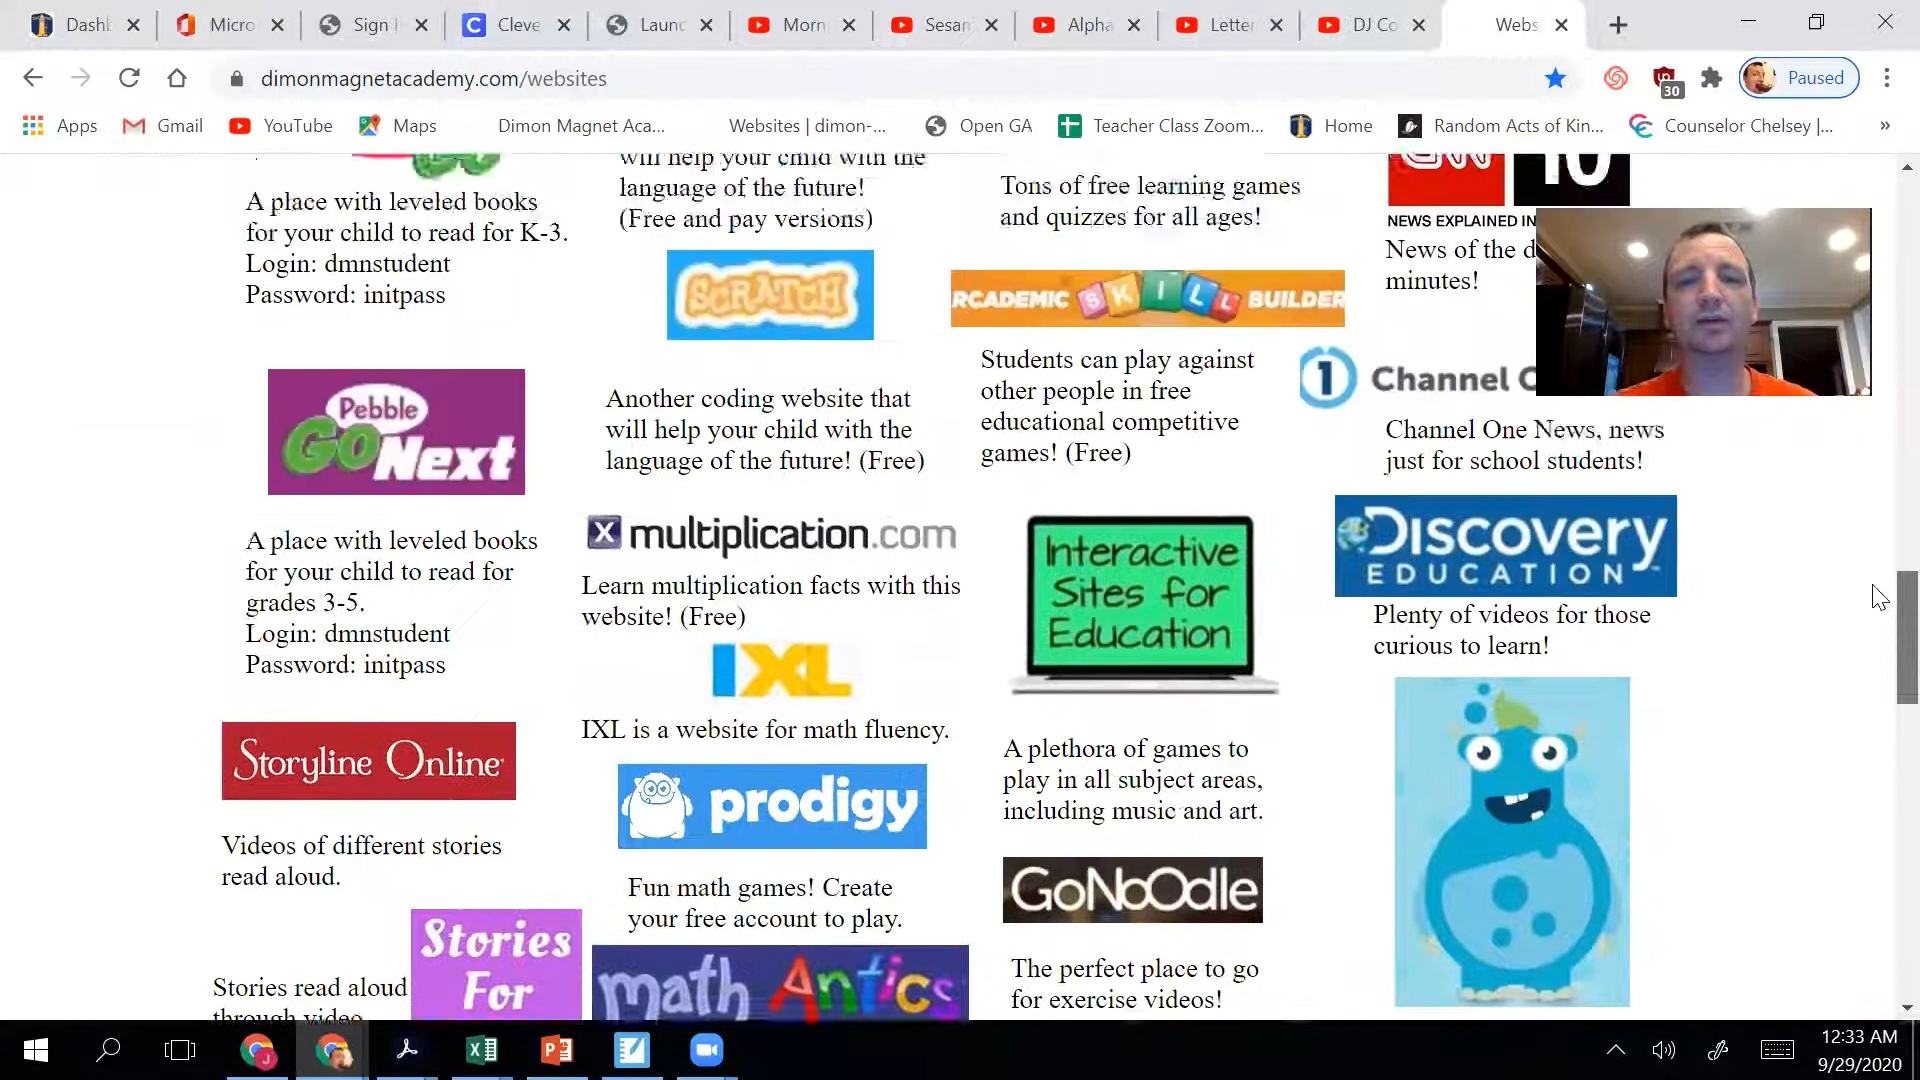 Dashb
Micro
Sign I
Cleve
Launc
Morn
Sesam
Alpha
Letter
DJ Co
Webs
dimonmagnetacademy.com/websites
30
Paused
Apps
Gmail
YouTube
Maps
Dimon Magnet Aca...
Websites | dimon-...
Open GA
Teacher Class Zoom...
Home
Random Acts of Kin...
Counselor Chelsey |...
»
A place with leveled books
for your child to read for K-3.
Login: dmnstudent
Password: initpass
Pebble
GO Next
A place with leveled books
for your child to read for
grades 3-5.
Login: dmnstudent
Password: initpass
Storyline Online
Videos of different stories
read aloud.
Stories
For
Stories read aloud
through video
will help your child with the
language of the future!
(Free and pay versions)
SCRATCH
Another coding website that
will help your child with the
language of the future! (Free)
x multiplication.com
Learn multiplication facts with this
website! (Free)
IXL
IXL is a website for math fluency.
prodigy
Fun math games! Create
your free account to play.
math Antics
Tons of free learning games
and quizzes for all ages!
RCADEMIC SKILL BUILDER
Students can play against
other people in free
educational competitive
games! (Free)
Interactive
Sites for
Education
A plethora of games to
play in all subject areas,
including music and art.
GoNoOdle
The perfect place to go
for exercise videos!
CNN 10
NEWS EXPLAINED IN
News of the d
minutes!
1 Channel O
Channel One News, news
just for school students!
Discovery
EDUCATION
Plenty of videos for those
curious to learn!
12:33 AM
9/29/2020